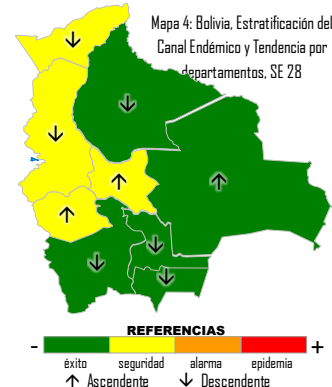 Mapa 4: Bolivia, Estratificación del
Canal Endémico y Tendencia por
departamentos, SE 28
REFERENCIAS
- +
éxito seguridad alarma epidemia
↑ Ascendente ↓ Descendente